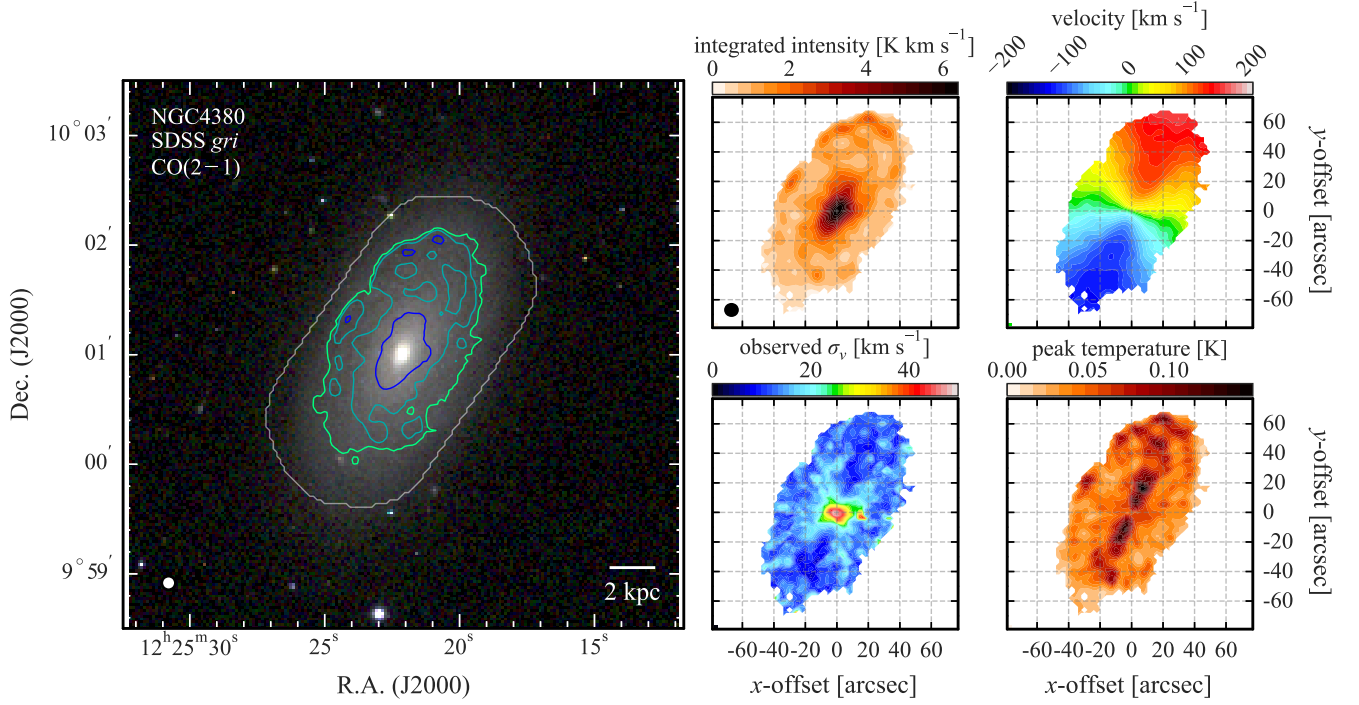 NGC4380
SDSS gri
CO(2−1)
10°03′
02′
01′
00′
9°59′
Dec. (J2000)
2 kpc
12ʰ25ᵐ30ˢ
25ˢ
20ˢ
15ˢ
R.A. (J2000)
integrated intensity [K km s⁻¹]
0 2 4 6
velocity [km s⁻¹]
−200 −100 0 100 200
60
40
20
0
-20
-40
-60
y-offset [arcsec]
observed σᵥ [km s⁻¹]
0 20 40
peak temperature [K]
0.00 0.05 0.10
60
40
20
0
-20
-40
-60
y-offset [arcsec]
-60 -40 -20 0 20 40 60
x-offset [arcsec]
-60 -40 -20 0 20 40 60
x-offset [arcsec]